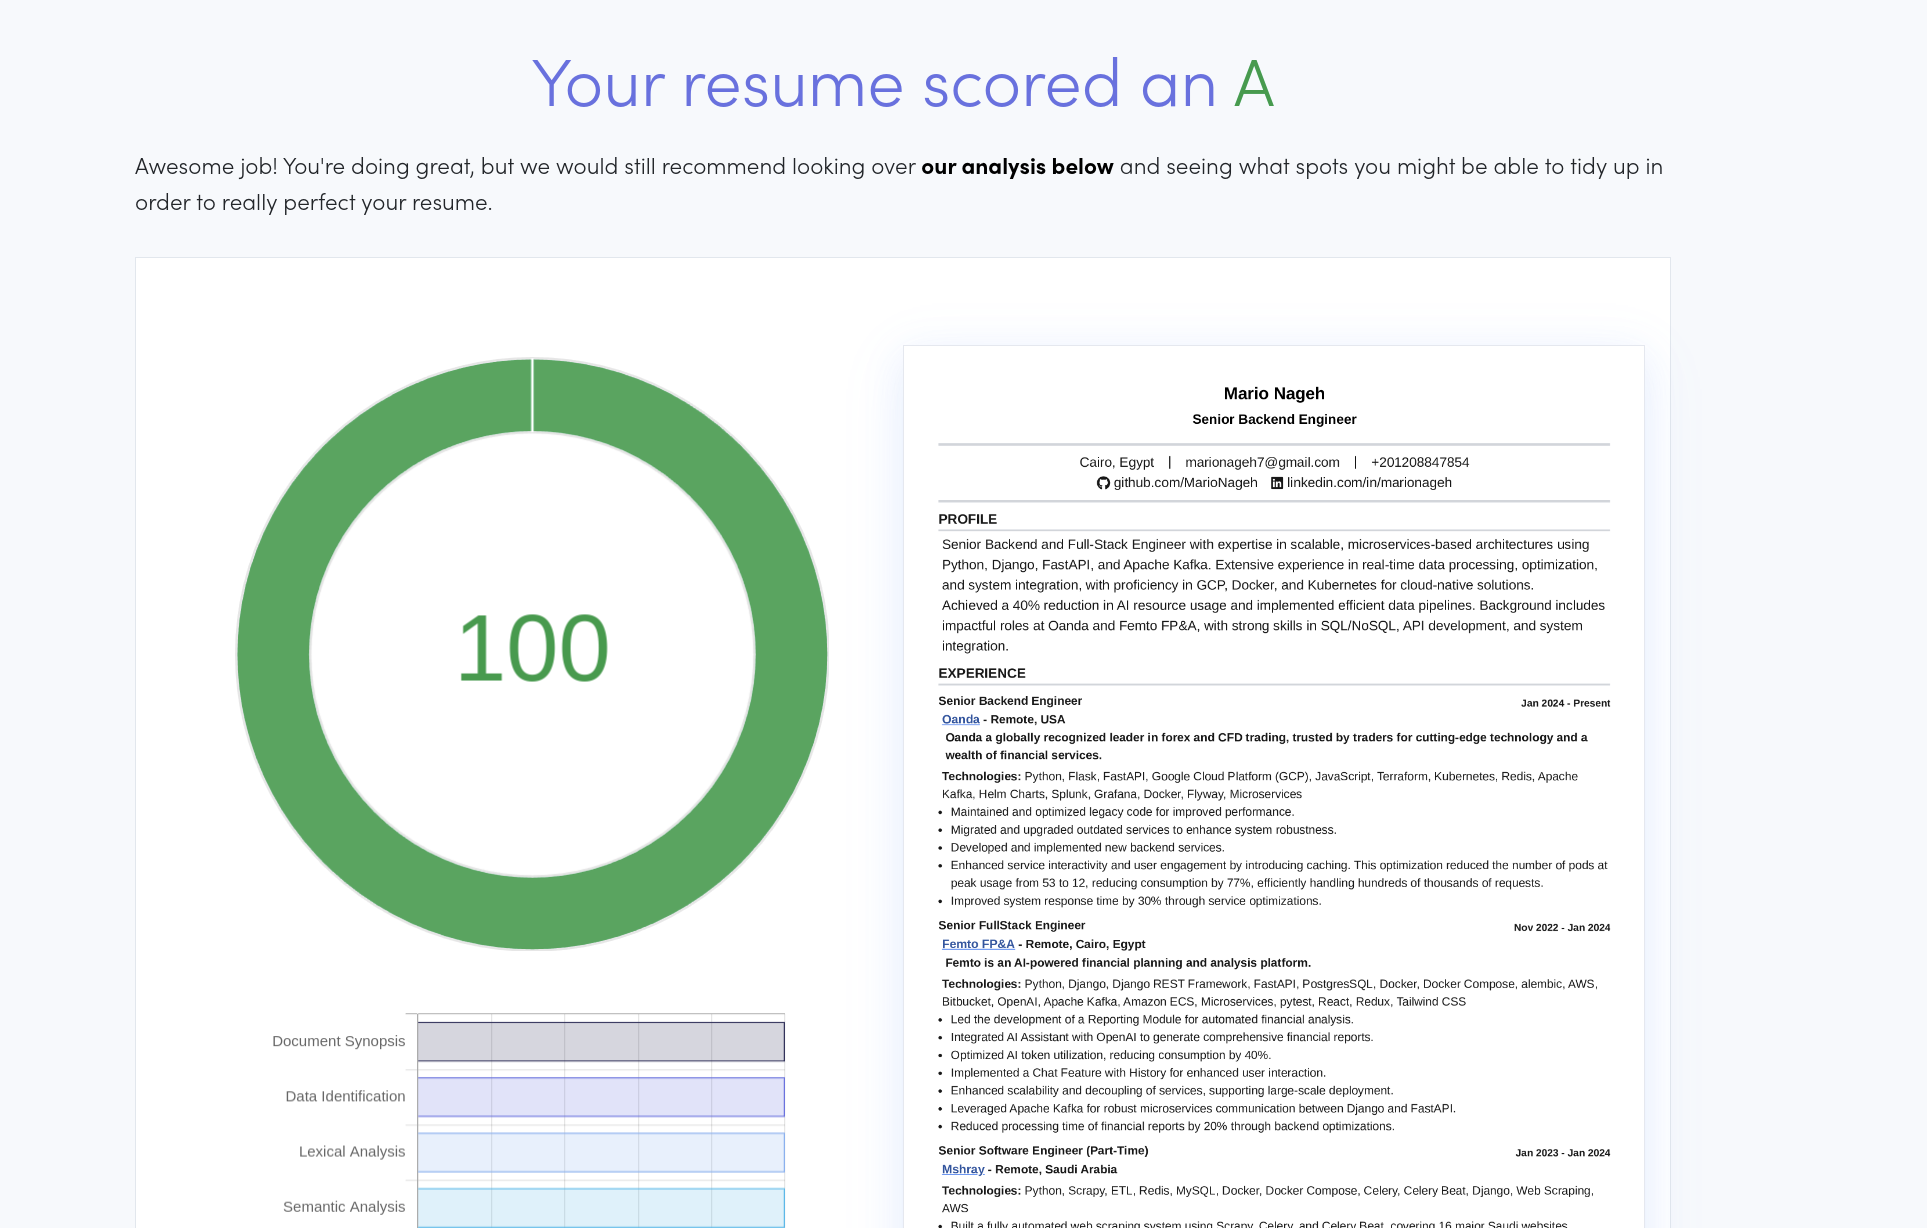 Your resume scored an A
Awesome job! You're doing great, but we would still recommend looking over our analysis below and seeing what spots you might be able to tidy up in
order to really perfect your resume.
100
Document Synopsis
Data Identification
Lexical Analysis
Semantic Analysis
Mario Nageh
Senior Backend Engineer
Cairo, Egypt | marionageh7@gmail.com | +201208847854
github.com/MarioNageh linkedin.com/in/marionageh
PROFILE
Senior Backend and Full-Stack Engineer with expertise in scalable, microservices-based architectures using
Python, Django, FastAPI, and Apache Kafka. Extensive experience in real-time data processing, optimization,
and system integration, with proficiency in GCP, Docker, and Kubernetes for cloud-native solutions.
Achieved a 40% reduction in AI resource usage and implemented efficient data pipelines. Background includes
impactful roles at Oanda and Femto FP&A, with strong skills in SQL/NoSQL, API development, and system
integration.
EXPERIENCE
Senior Backend Engineer Jan 2024 - Present
Oanda - Remote, USA
Oanda a globally recognized leader in forex and CFD trading, trusted by traders for cutting-edge technology and a
wealth of financial services.
Technologies: Python, Flask, FastAPI, Google Cloud Platform (GCP), JavaScript, Terraform, Kubernetes, Redis, Apache
Kafka, Helm Charts, Splunk, Grafana, Docker, Flyway, Microservices
• Maintained and optimized legacy code for improved performance.
• Migrated and upgraded outdated services to enhance system robustness.
• Developed and implemented new backend services.
• Enhanced service interactivity and user engagement by introducing caching. This optimization reduced the number of pods at
peak usage from 53 to 12, reducing consumption by 77%, efficiently handling hundreds of thousands of requests.
• Improved system response time by 30% through service optimizations.
Senior FullStack Engineer Nov 2022 - Jan 2024
Femto FP&A - Remote, Cairo, Egypt
Femto is an AI-powered financial planning and analysis platform.
Technologies: Python, Django, Django REST Framework, FastAPI, PostgresSQL, Docker, Docker Compose, alembic, AWS,
Bitbucket, OpenAI, Apache Kafka, Amazon ECS, Microservices, pytest, React, Redux, Tailwind CSS
• Led the development of a Reporting Module for automated financial analysis.
• Integrated AI Assistant with OpenAI to generate comprehensive financial reports.
• Optimized AI token utilization, reducing consumption by 40%.
• Implemented a Chat Feature with History for enhanced user interaction.
• Enhanced scalability and decoupling of services, supporting large-scale deployment.
• Leveraged Apache Kafka for robust microservices communication between Django and FastAPI.
• Reduced processing time of financial reports by 20% through backend optimizations.
Senior Software Engineer (Part-Time) Jan 2023 - Jan 2024
Mshray - Remote, Saudi Arabia
Technologies: Python, Scrapy, ETL, Redis, MySQL, Docker, Docker Compose, Celery, Celery Beat, Django, Web Scraping,
AWS
• Built a fully automated web scraping system using Scrapy, Celery, and Celery Beat, covering 16 major Saudi websites